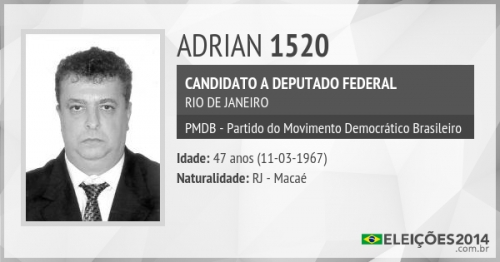 ADRIAN 1520
CANDIDATO A DEPUTADO FEDERAL
RIO DE JANEIRO
PMDB - Partido do Movimento Democrático Brasileiro
Idade: 47 anos (11-03-1967)
Naturalidade: RJ - Macaé
ELEIÇÕES2014
.com.br